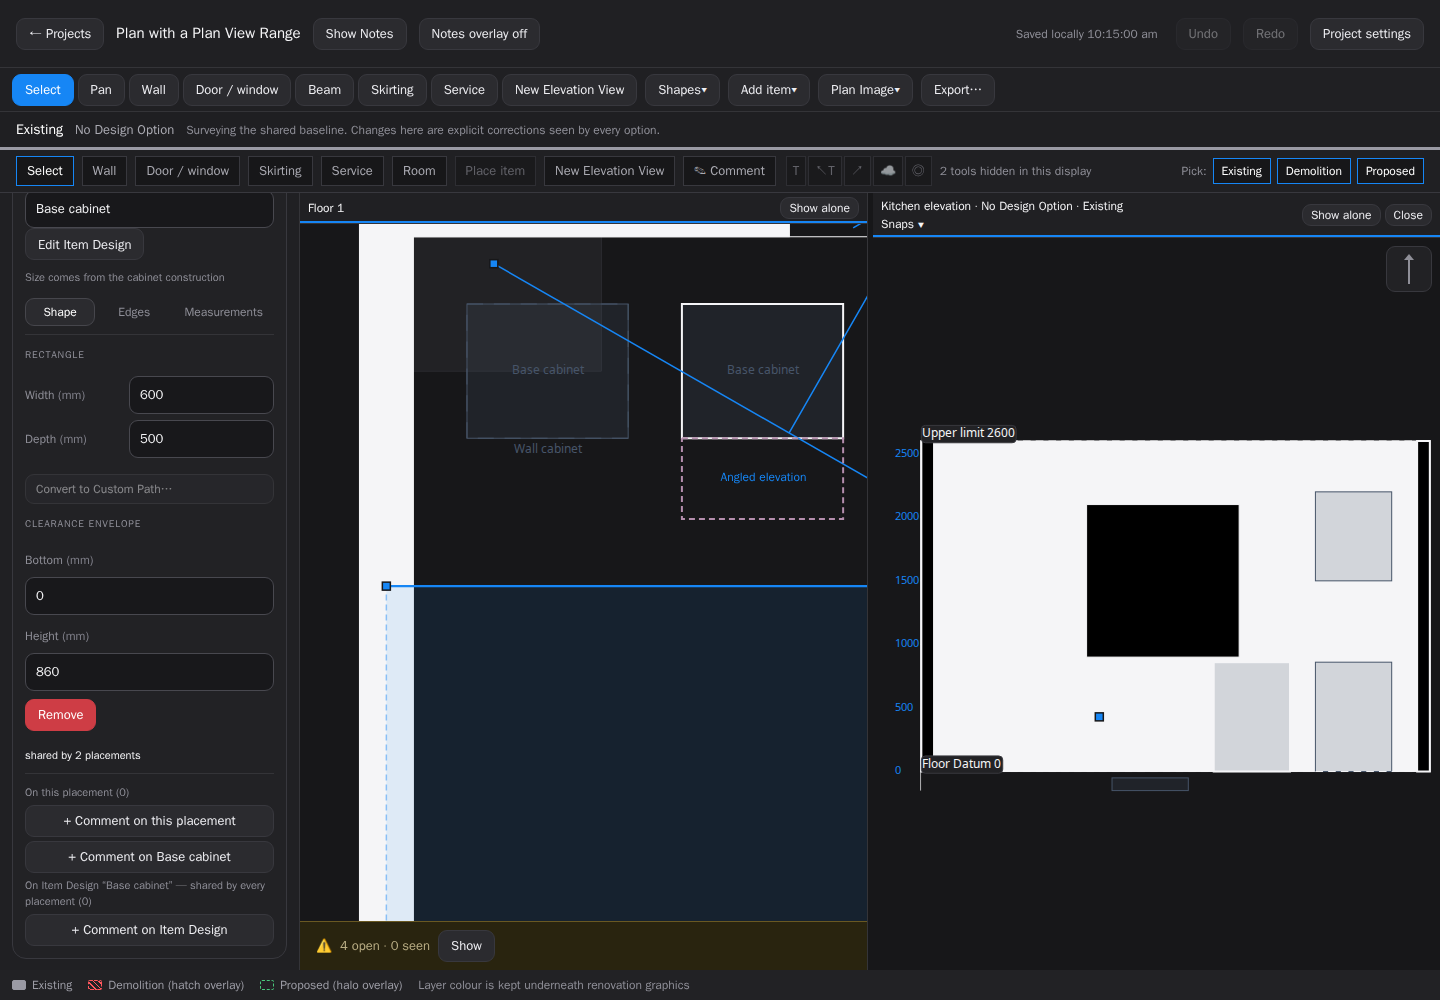 ← Projects
Plan with a Plan View Range
Show Notes
Notes overlay off
Saved locally 10:15:00 am
Undo
Redo
Project settings
Select
Pan
Wall
Door / window
Beam
Skirting
Service
New Elevation View
Shapes▾
Add item▾
Plan Image▾
Export⋯
Existing
No Design Option
Surveying the shared baseline. Changes here are explicit corrections seen by every option.
Select
Wall
Door / window
Skirting
Service
Room
Place item
New Elevation View
✎ Comment
T
↖T
↗
2 tools hidden in this display
Pick:
Existing
Demolition
Proposed
Base cabinet
Edit Item Design
Size comes from the cabinet construction
Shape
Edges
Measurements
RECTANGLE
Width (mm)
600
Depth (mm)
500
Convert to Custom Path⋯
CLEARANCE ENVELOPE
Bottom (mm)
0
Height (mm)
860
Remove
shared by 2 placements
On this placement (0)
+ Comment on this placement
+ Comment on Base cabinet
On Item Design "Base cabinet" — shared by every
placement (0)
+ Comment on Item Design
Floor 1
Show alone
Base cabinet
Base cabinet
Wall cabinet
Angled elevation
4 open · 0 seen
Show
Kitchen elevation · No Design Option · Existing
Snaps ▾
Show alone
Close
Upper limit 2600
2500
2000
1500
1000
500
0
Floor Datum 0
Existing
Demolition (hatch overlay)
Proposed (halo overlay)
Layer colour is kept underneath renovation graphics